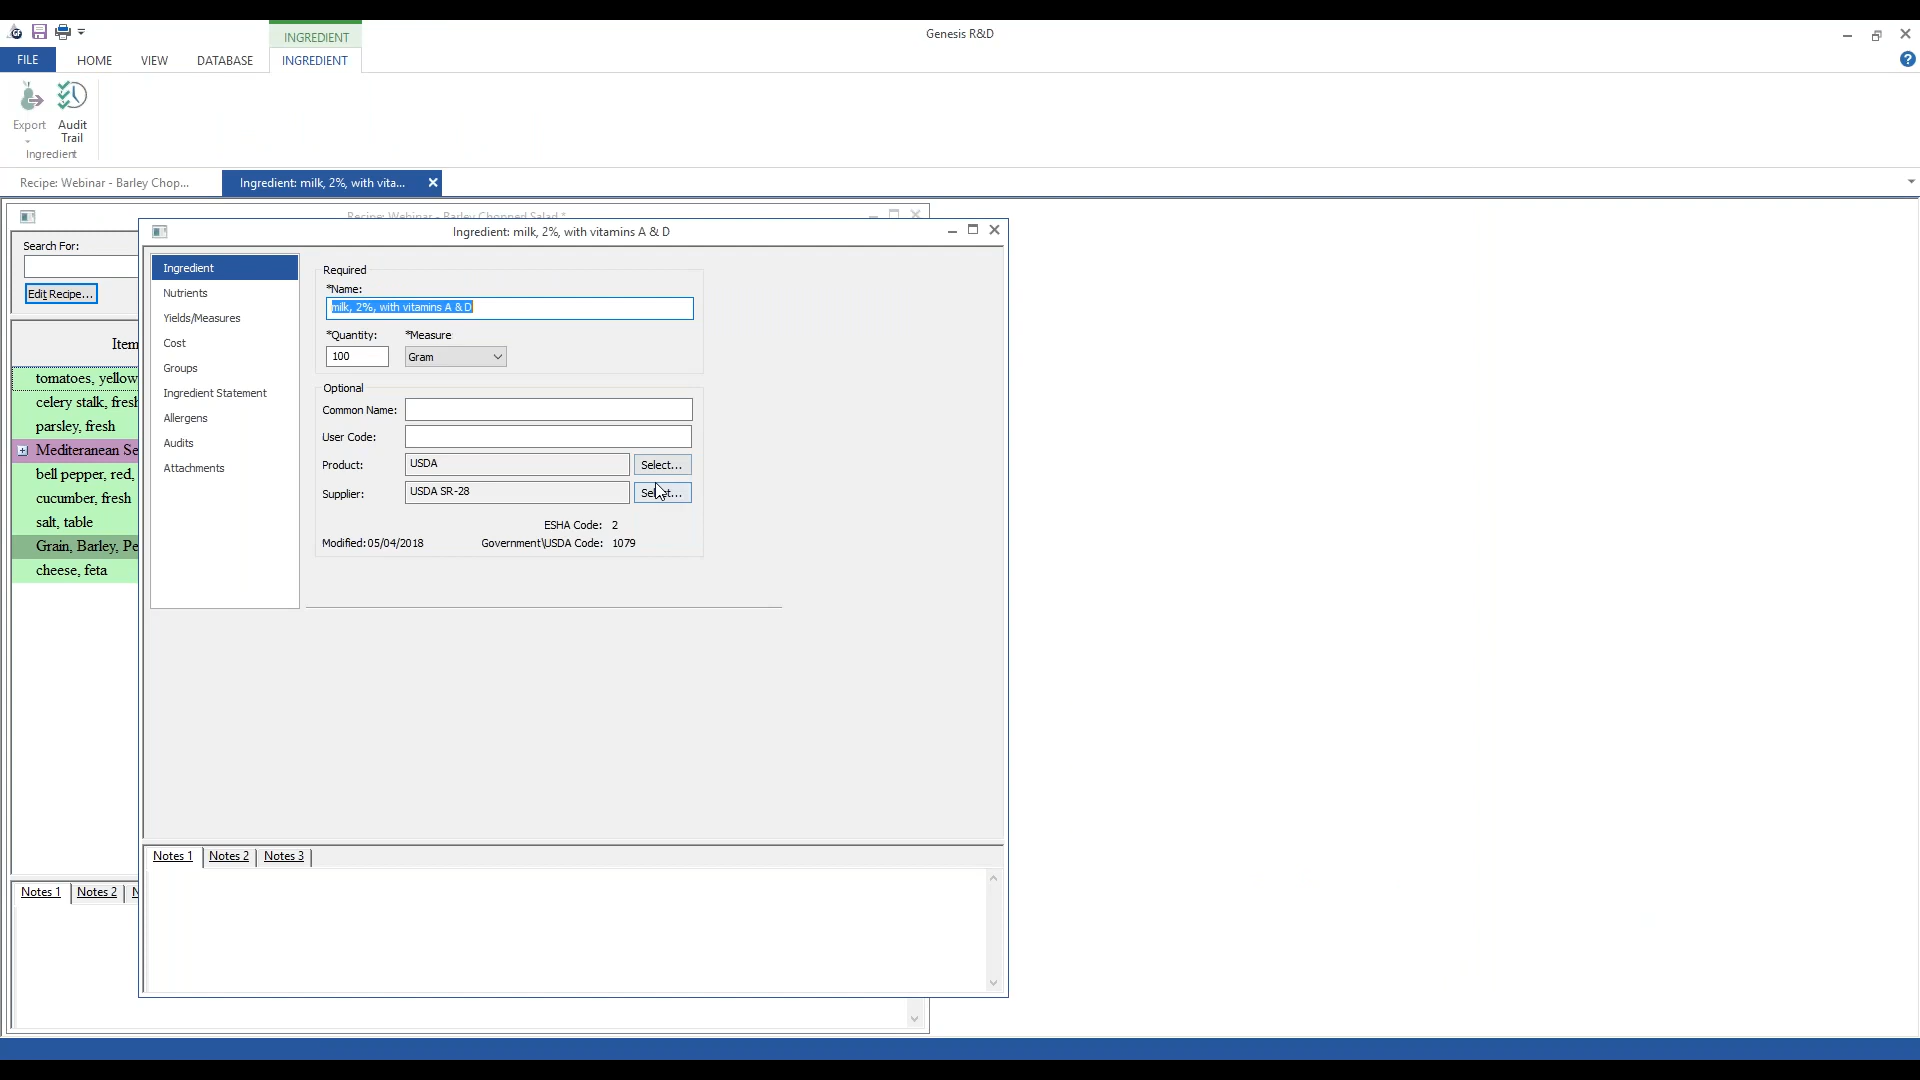 INGREDIENT
Genesis R&D
FILE HOME VIEW DATABASE INGREDIENT
Export
Audit Trail
Ingredient
Recipe: Webinar - Barley Chop...
Ingredient: milk, 2%, with vita...
Recipe: Webinar - Barley Chopped Salad *
Ingredient: milk, 2%, with vitamins A & D
Search For:
Edit Recipe...
Item
tomatoes, yellow
celery stalk, fresh
parsley, fresh
Mediteranean Se
bell pepper, red,
cucumber, fresh
salt, table
Grain, Barley, Pe
cheese, feta
Ingredient
Nutrients
Yields/Measures
Cost
Groups
Ingredient Statement
Allergens
Audits
Attachments
Required
*Name:
milk, 2%, with vitamins A & D
*Quantity: *Measure
100 Gram
Optional
Common Name:
User Code:
Product: USDA Select...
Supplier: USDA SR-28
ESHA Code: 2
Modified: 05/04/2018 Government\USDA Code: 1079
Notes 1 Notes 2 Notes 3
Notes 1 Notes 2